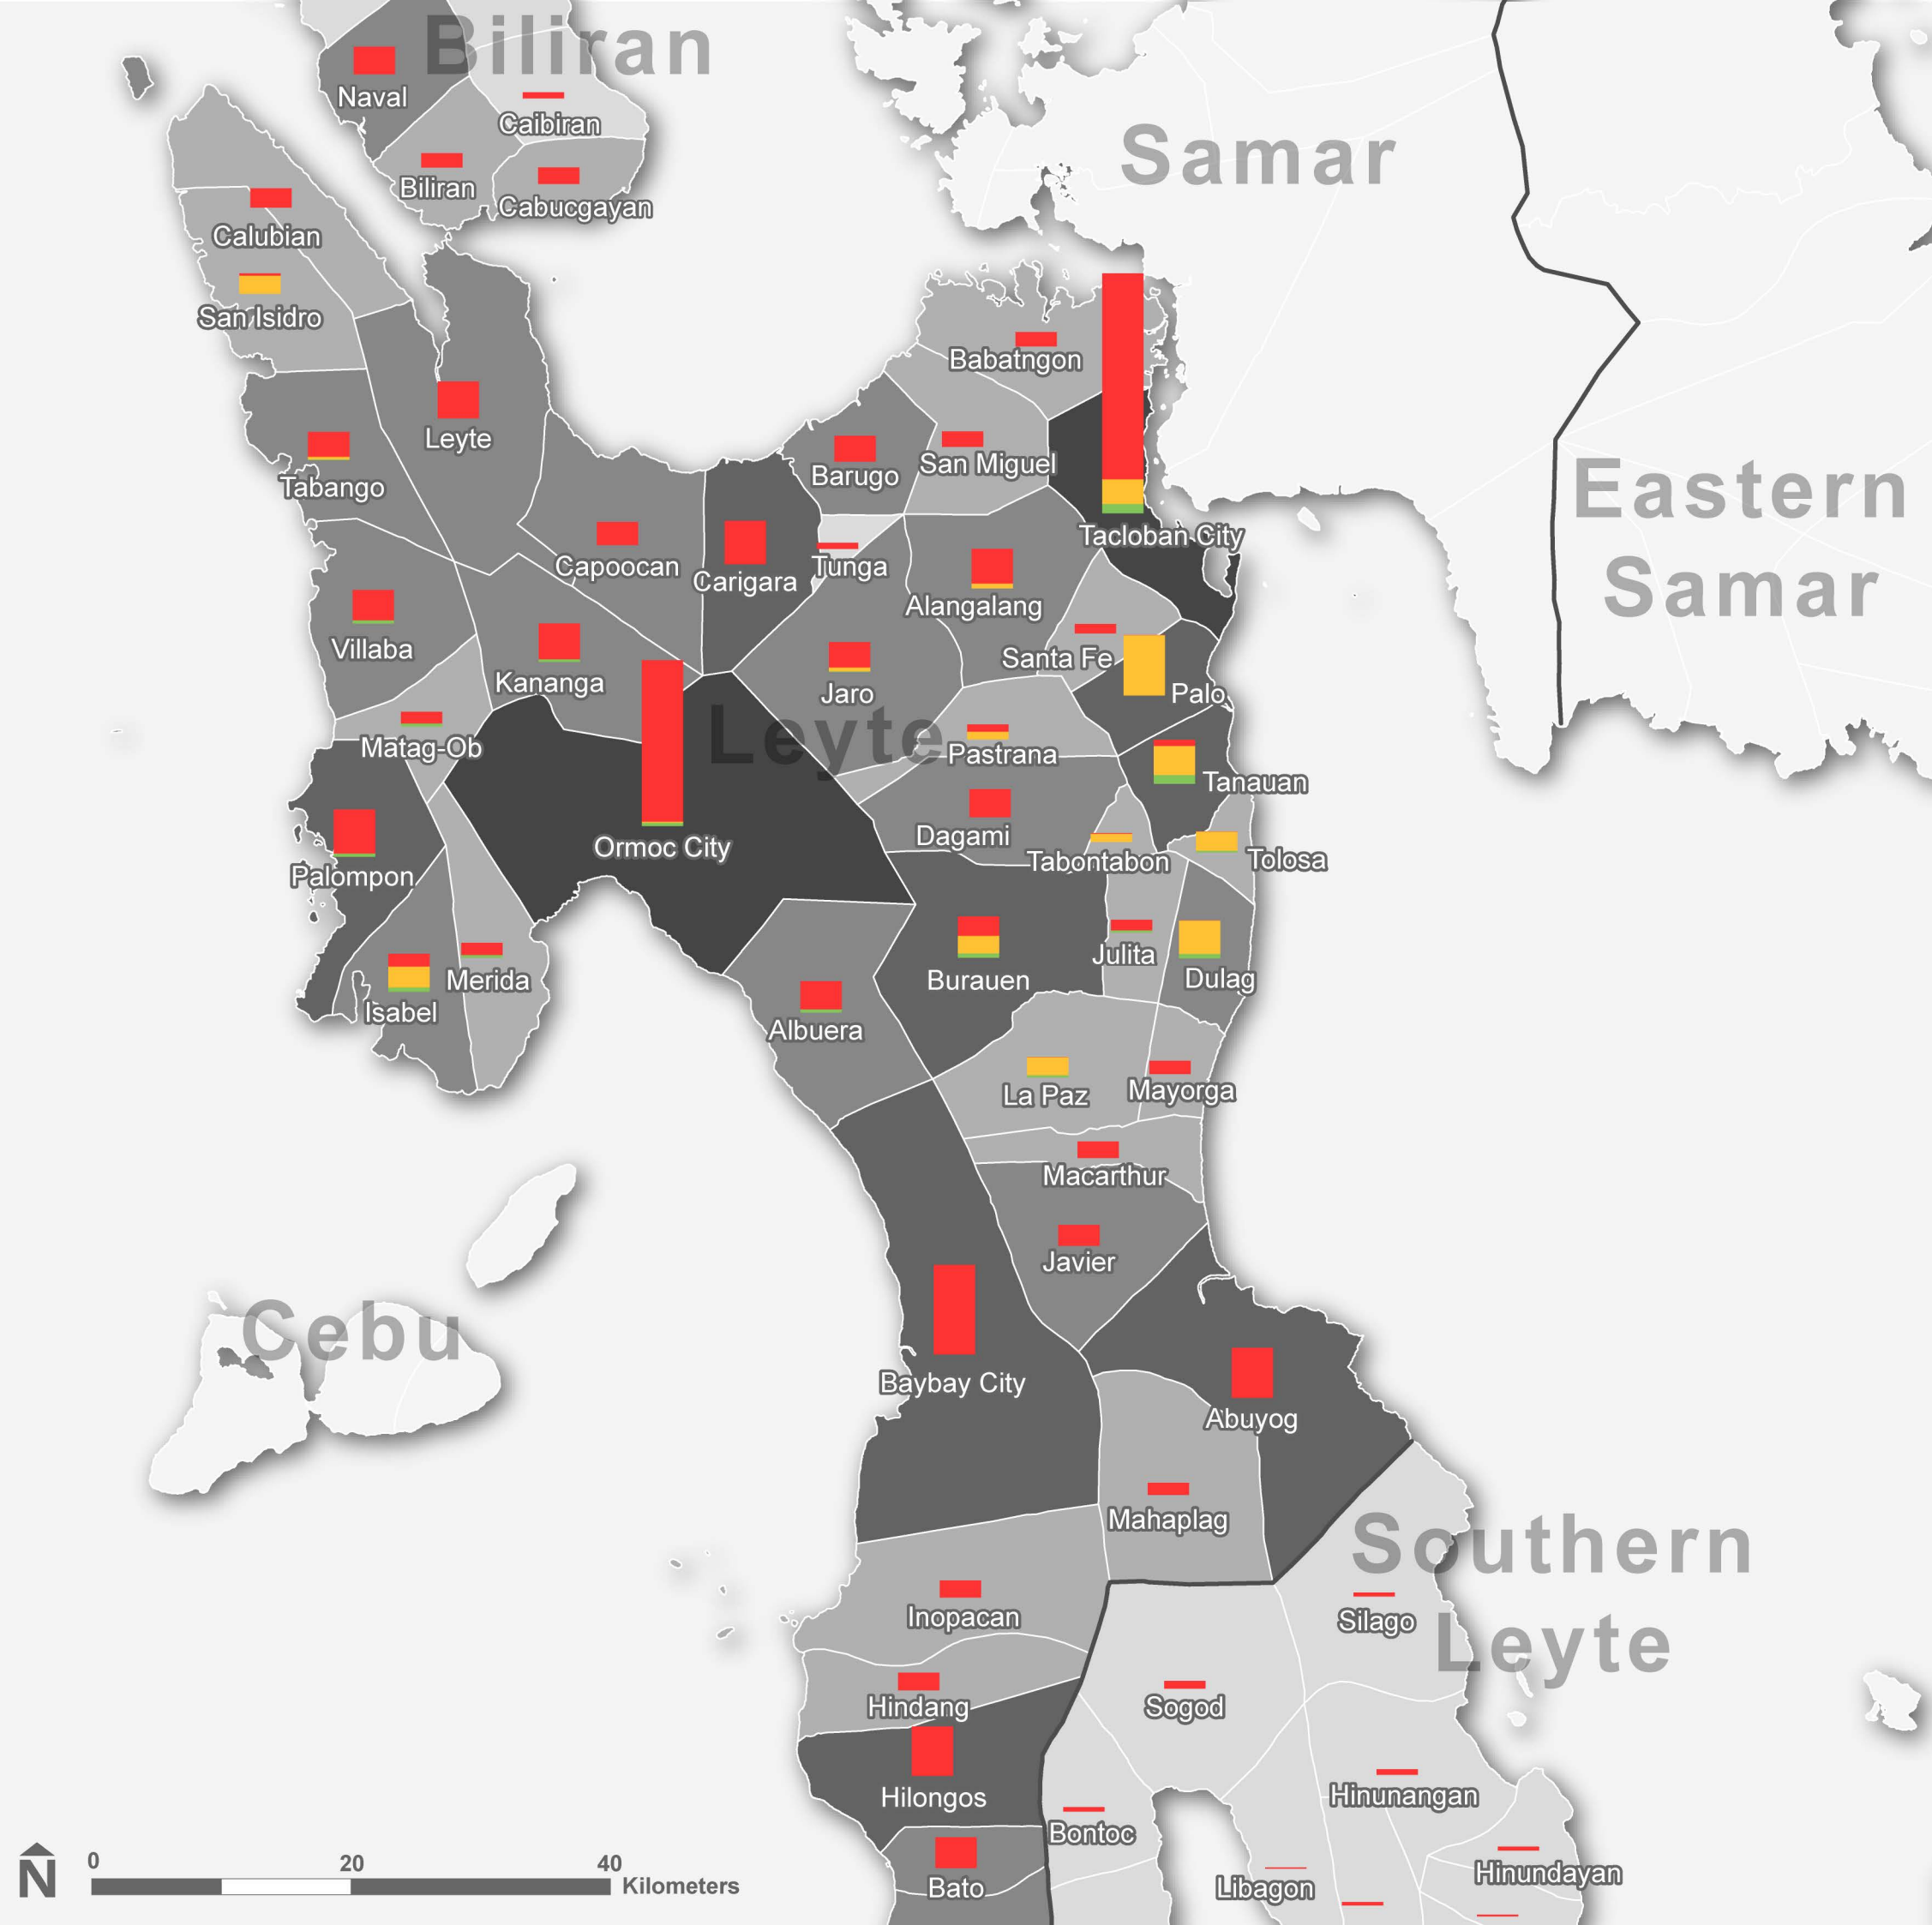 Biliran
Naval
Caibiran
Biliran
Cabucgayan
Samar
Calubian
San Isidro
Babatngon
Leyte
Tabango
Barugo
San Miguel
Eastern
Samar
Tacloban City
Capoocan
Carigara
Tunga
Alangalang
Villaba
Kananga
Santa Fe
Jaro
Palo
Leyte
Matag-Ob
Pastrana
Tanauan
Dagami
Ormoc City
Tabontabon
Tolosa
Palompon
Julita
Burauen
Merida
Dulag
Isabel
Albuera
La Paz
Mayorga
Macarthur
Javier
Cebu
Baybay City
Abuyog
Mahaplag
Southern
Leyte
Inopacan
Silago
Hindang
Sogod
Hilongos
Hinunangan
Bontoc
Hinundayan
Libagon
Bato
N
0 20 40
Kilometers